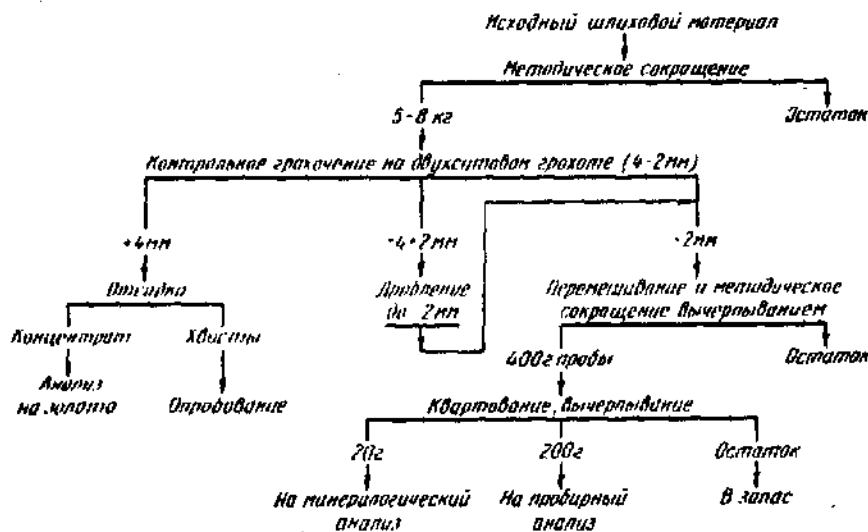 Исходный шлиховой материал
Методическое сокращение
5-8 кг
Остаток
Контрольное грохочение на двухситовом грохоте (4-2мм)
+4мм
-4+2мм
-2мм
Отсадка
Дробление
до 2мм
Перемешивание и методическое
сокращение вычерпыванием
Концентрат
Хвосты
400г пробы
Остаток
Анализ
на золото
Опробование
Квартование, вычерпывание
20г
200г
Остаток
На минералогический
анализ
На пробирный
анализ
В запас